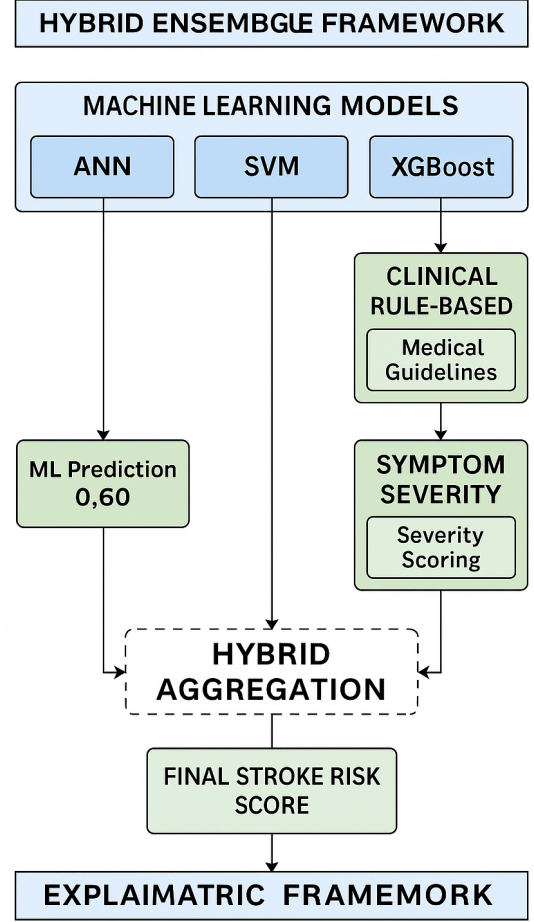 HYBRID ENSEMBGUE FRAMEWORK
MACHINE LEARNING MODELS
ANN
SVM
XGBoost
CLINICAL
RULE-BASED
Medical
Guidelines
ML Prediction
0,60
SYMPTOM
SEVERITY
Severity
Scoring
HYBRID
AGGREGATION
FINAL STROKE RISK
SCORE
EXPLAIMATRIC FRAMEMORK